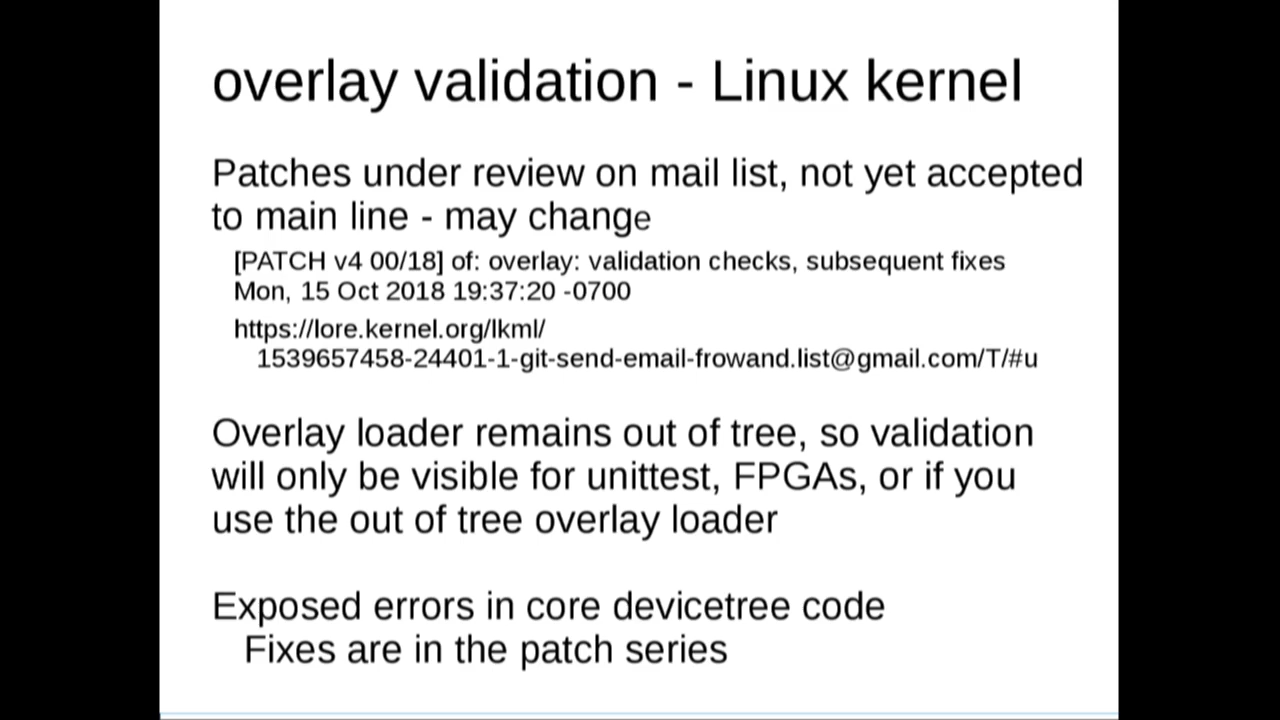 overlay validation - Linux kernel
Patches under review on mail list, not yet accepted
to main line - may change
[PATCH v4 00/18] of: overlay: validation checks, subsequent fixes
Mon, 15 Oct 2018 19:37:20 -0700
https://lore.kernel.org/lkml/
1539657458-24401-1-git-send-email-frowand.list@gmail.com/T/#u
Overlay loader remains out of tree, so validation
will only be visible for unittest, FPGAs, or if you
use the out of tree overlay loader
Exposed errors in core devicetree code
Fixes are in the patch series